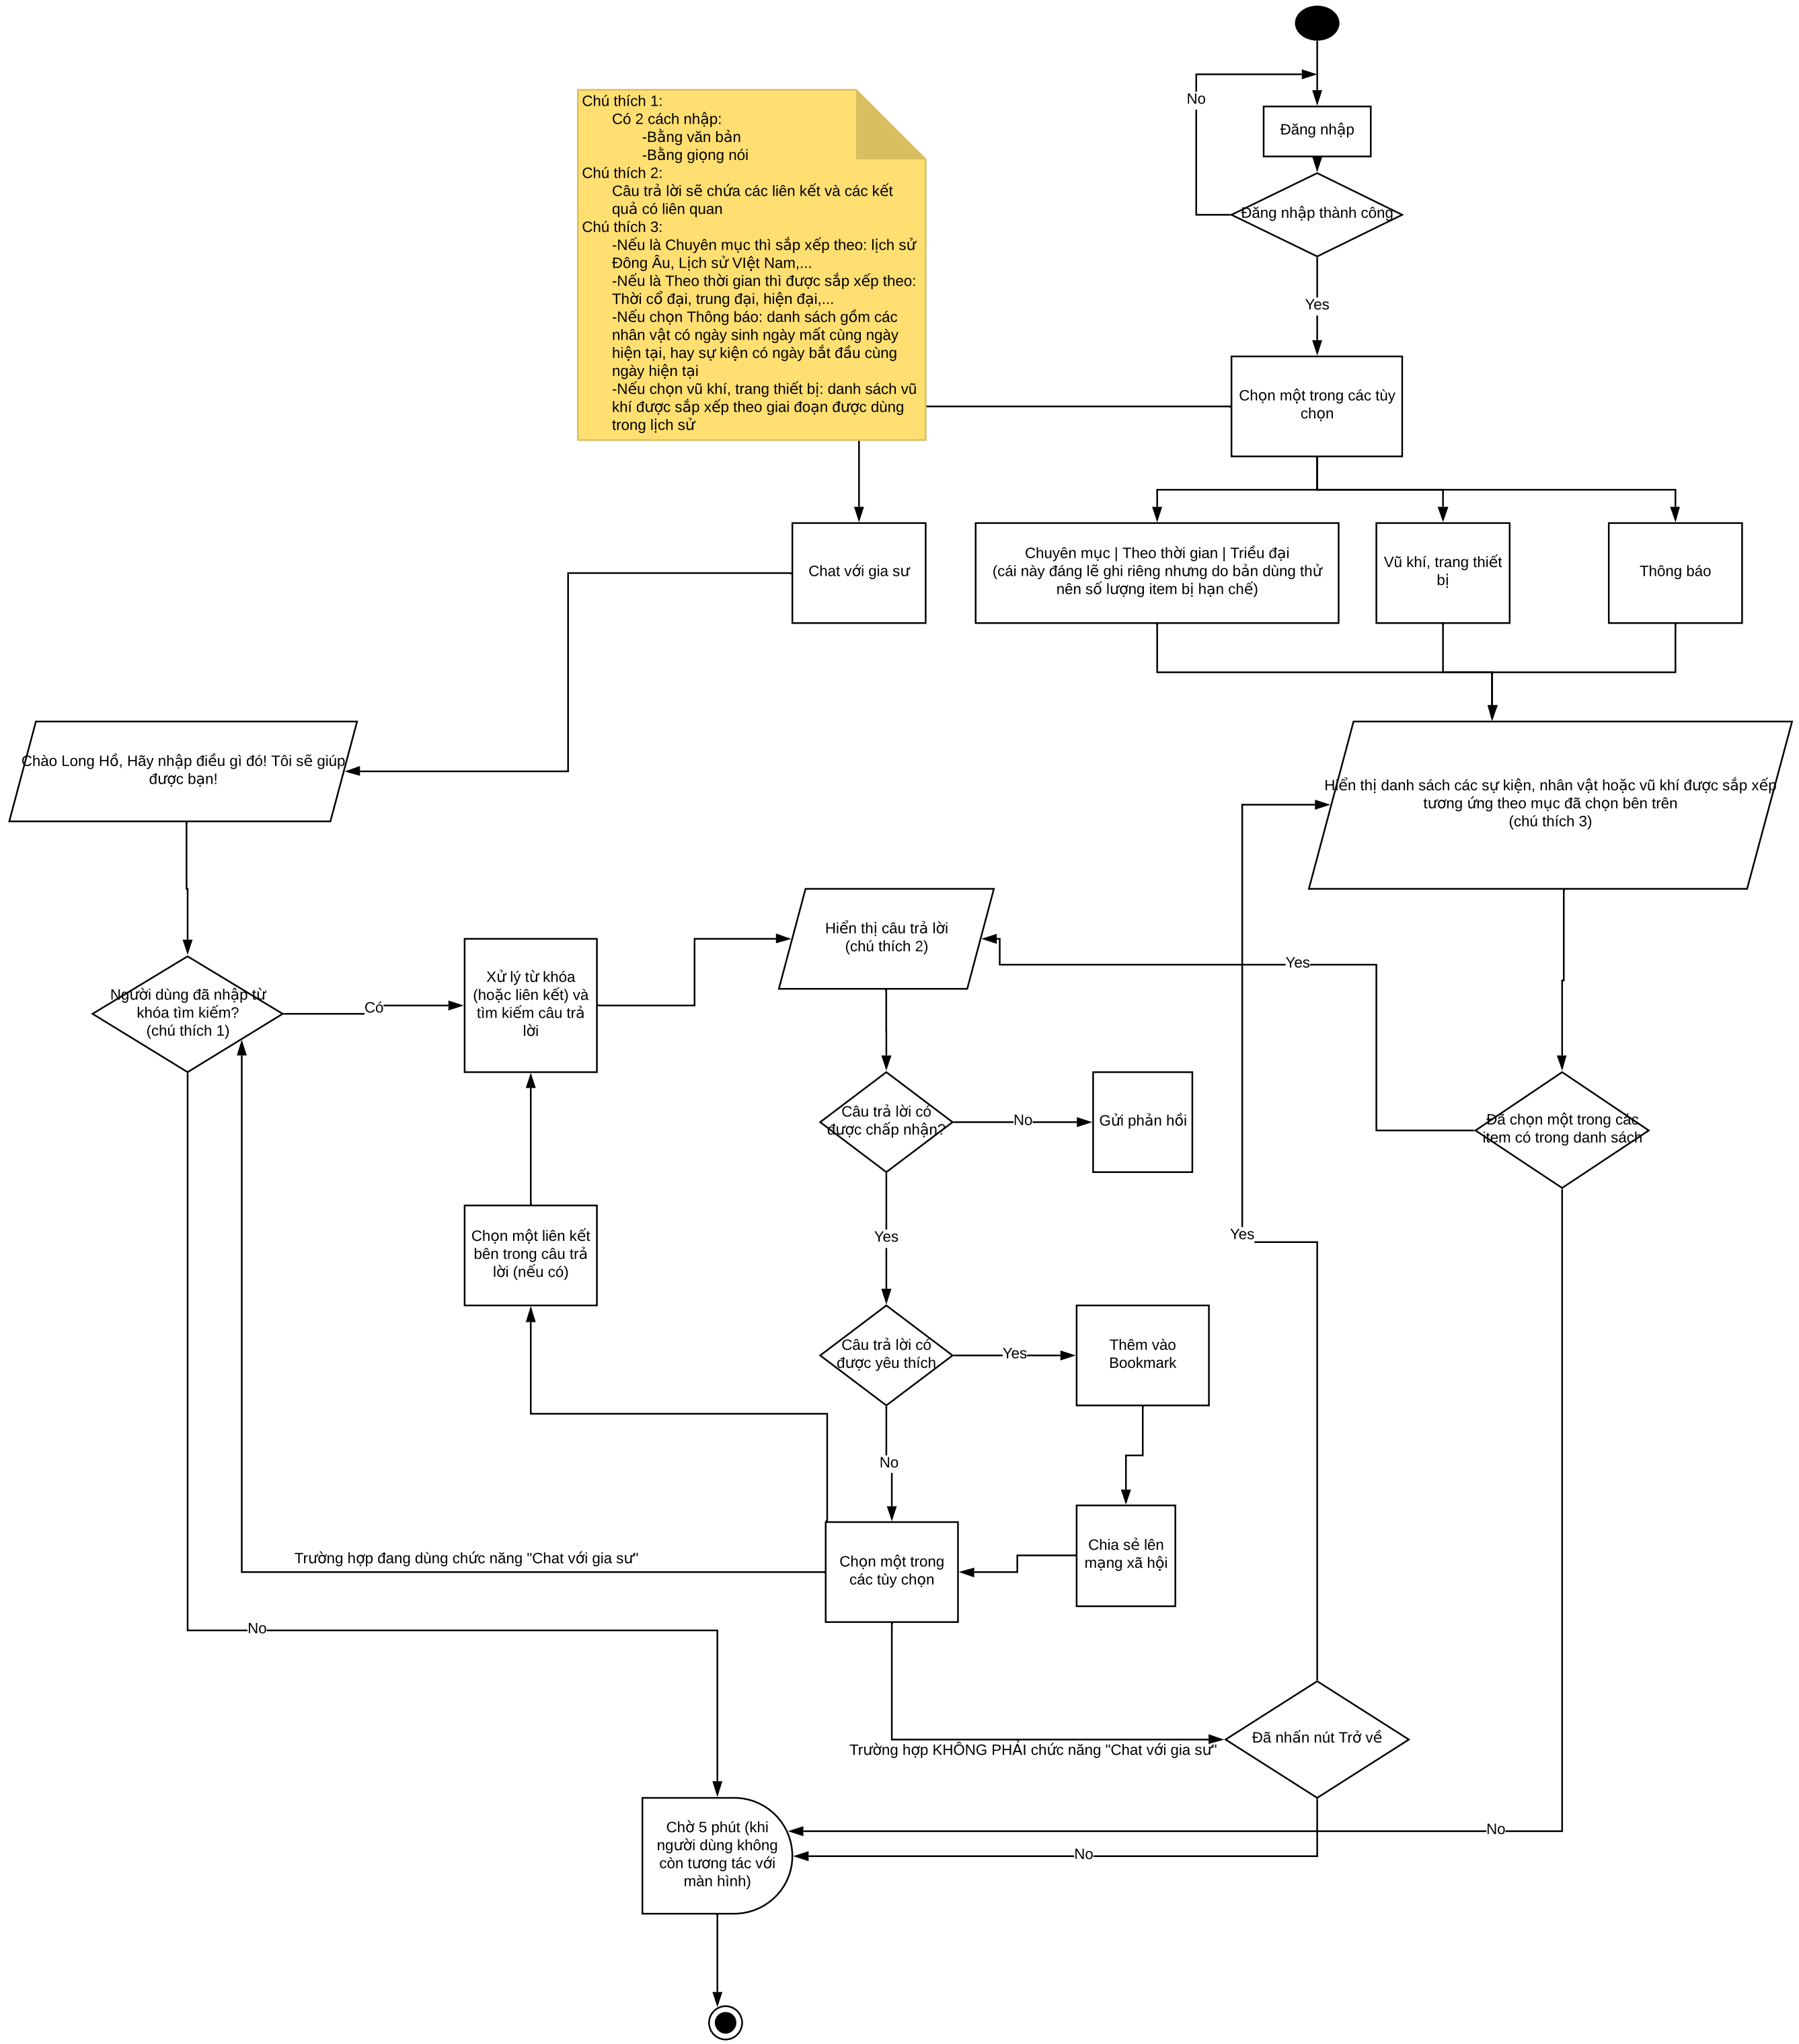 No
Đăng nhập
Đăng nhập thành công
Yes
Chú thích 1:
Có 2 cách nhập:
-Bằng văn bản
-Bằng giọng nói
Chú thích 2:
Câu trả lời sẽ chứa các liên kết và các kết
quả có liên quan
Chú thích 3:
-Nếu là Chuyên mục thì sắp xếp theo: lịch sử
Đông Âu, Lịch sử VIệt Nam,...
-Nếu là Theo thời gian thì được sắp xếp theo:
Thời cổ đại, trung đại, hiện đại,...
-Nếu chọn Thông báo: danh sách gồm các
nhân vật có ngày sinh ngày mất cùng ngày
hiện tại, hay sự kiện có ngày bắt đầu cùng
ngày hiện tại
-Nếu chọn vũ khí, trang thiết bị: danh sách vũ
khí được sắp xếp theo giai đoạn được dùng
trong lịch sử
Chọn một trong các tùy
chọn
Chat với gia sư
Chuyên mục | Theo thời gian | Triều đại
(cái này đáng lẽ ghi riêng nhưng do bản dùng thử
nên số lượng item bị hạn chế)
Vũ khí, trang thiết
bị
Thông báo
Chào Long Hồ, Hãy nhập điều gì đó! Tôi sẽ giúp
được bạn!
Hiển thị danh sách các sự kiện, nhân vật hoặc vũ khí được sắp xếp
tương ứng theo mục đã chọn bên trên
(chú thích 3)
Hiển thị câu trả lời
(chú thích 2)
Yes
Người dùng đã nhập từ
khóa tìm kiếm?
(chú thích 1)
Có
Xử lý từ khóa
(hoặc liên kết) và
tìm kiếm câu trả
lời
Câu trả lời có
được chấp nhận?
No
Gửi phản hồi
Đã chọn một trong các
item có trong danh sách
Chọn một liên kết
bên trong câu trả
lời (nếu có)
Yes
Yes
Câu trả lời có
được yêu thích
Yes
Thêm vào
Bookmark
No
Trường hợp đang dùng chức năng "Chat với gia sư"
Chọn một trong
các tùy chọn
Chia sẻ lên
mạng xã hội
No
Trường hợp KHÔNG PHẢI chức năng "Chat với gia sư"
Đã nhấn nút Trở về
Chờ 5 phút (khi
người dùng không
còn tương tác với
màn hình)
No
No